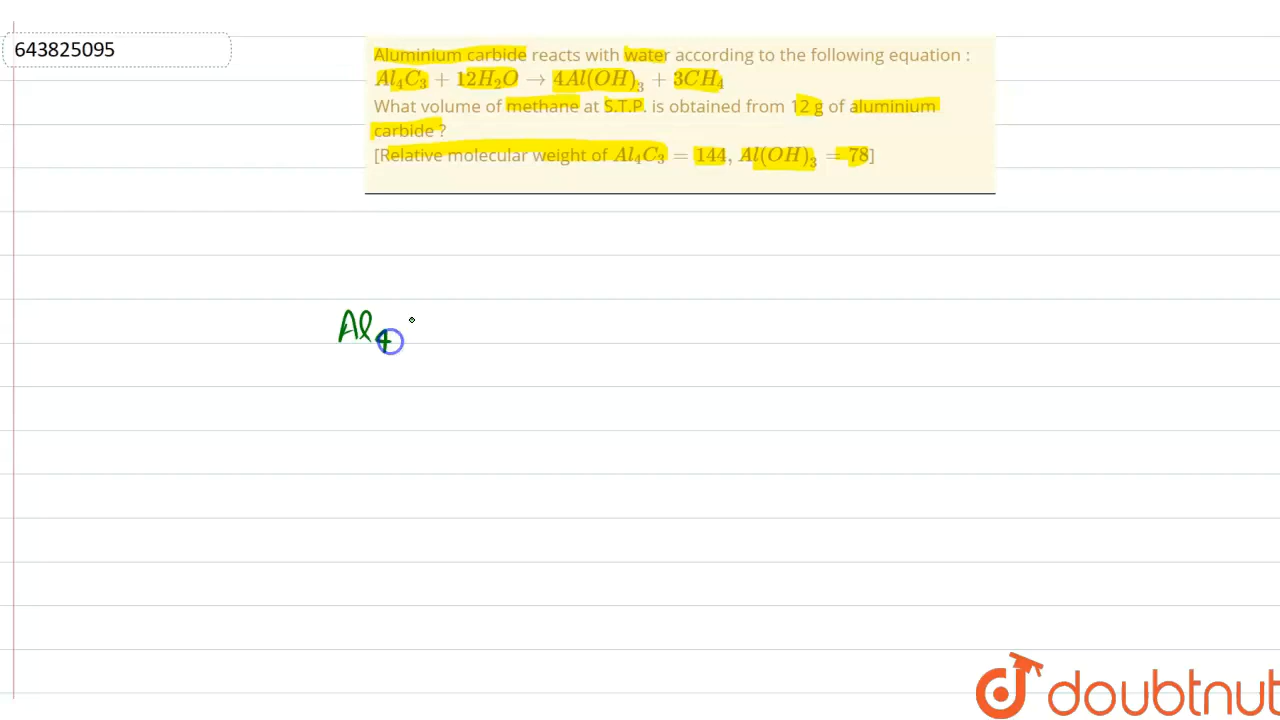 643825095
Aluminium carbide reacts with water according to the following equation :
Al₄C₃ + 12H₂O → 4Al(OH)₃ + 3CH₄
What volume of methane at S.T.P. is obtained from 12 g of aluminium
carbide ?
[Relative molecular weight of Al₄C₃ = 144, Al(OH)₃ = 78]
Al₄
doubtnut